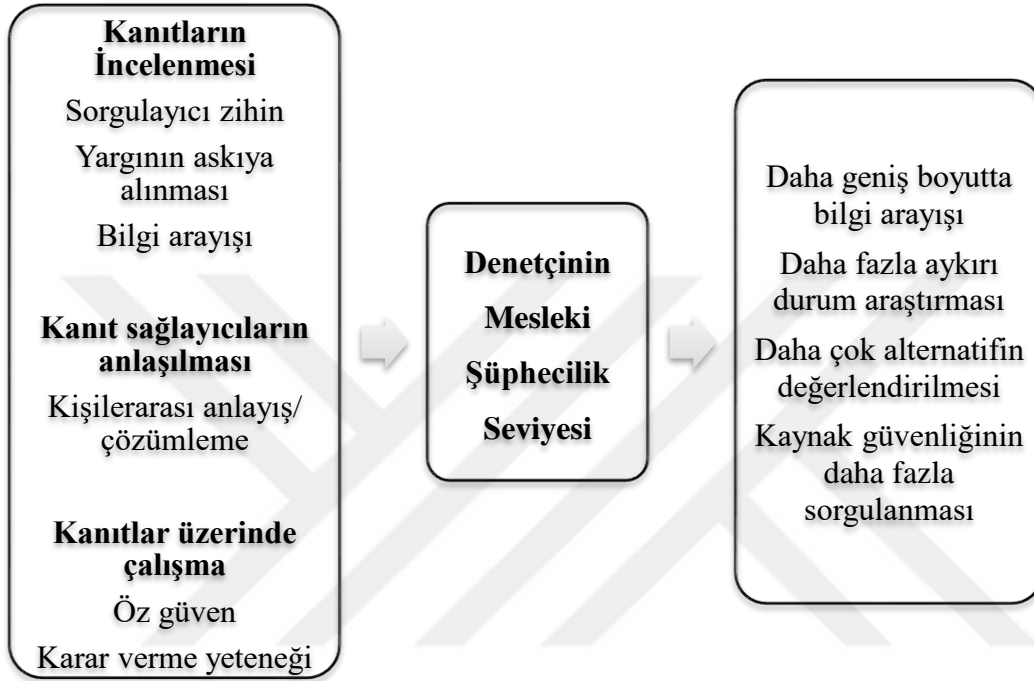 Kanıtların
İncelenmesi
Sorgulayıcı zihin
Yargının askıya
alınması
Bilgi arayışı
Kanıt sağlayıcıların
anlaşılması
Kişilerarası anlayış/
çözümleme
Kanıtlar üzerinde
çalışma
Öz güven
Karar verme yeteneği
Denetçinin
Mesleki
Şüphecilik
Seviyesi
Daha geniş boyutta
bilgi arayışı
Daha fazla aykırı
durum araştırması
Daha çok alternatifin
değerlendirilmesi
Kaynak güvenliğinin
daha fazla
sorgulanması